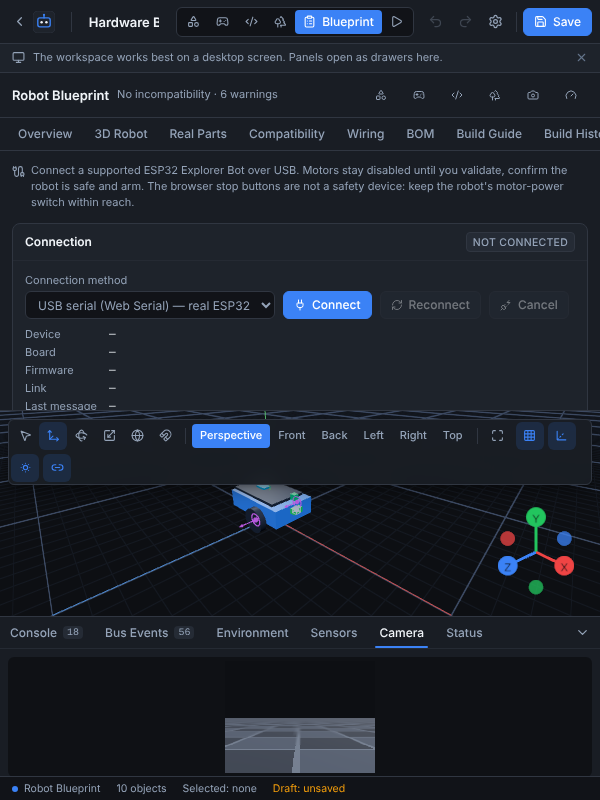 Hardware B
Blueprint
Save
The workspace works best on a desktop screen. Panels open as drawers here.
Robot Blueprint
No incompatibility · 6 warnings
Overview
3D Robot
Real Parts
Compatibility
Wiring
BOM
Build Guide
Build Histo
Connect a supported ESP32 Explorer Bot over USB. Motors stay disabled until you validate, confirm the
robot is safe and arm. The browser stop buttons are not a safety device: keep the robot's motor-power
switch within reach.
Connection
NOT CONNECTED
Connection method
USB serial (Web Serial) — real ESP32
Connect
Reconnect
Cancel
Device –
Board –
Firmware –
Link –
Last message –
Perspective
Front
Back
Left
Right
Top
Y
Z
X
Console 18
Bus Events 56
Environment
Sensors
Camera
Status
Robot Blueprint
10 objects
Selected: none
Draft: unsaved